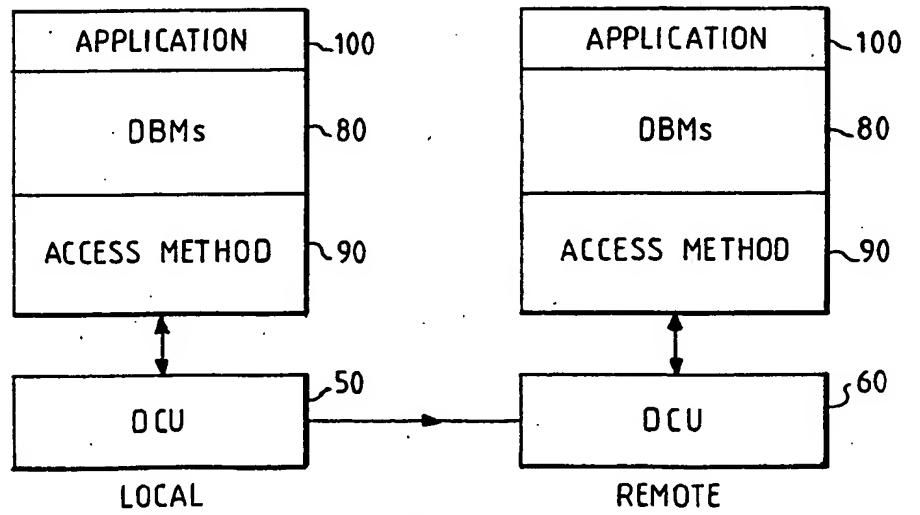 APPLICATION 100
DBMs 80
ACCESS METHOD 90
DCU 50
LOCAL
APPLICATION 100
DBMs 80
ACCESS METHOD 90
DCU 60
REMOTE